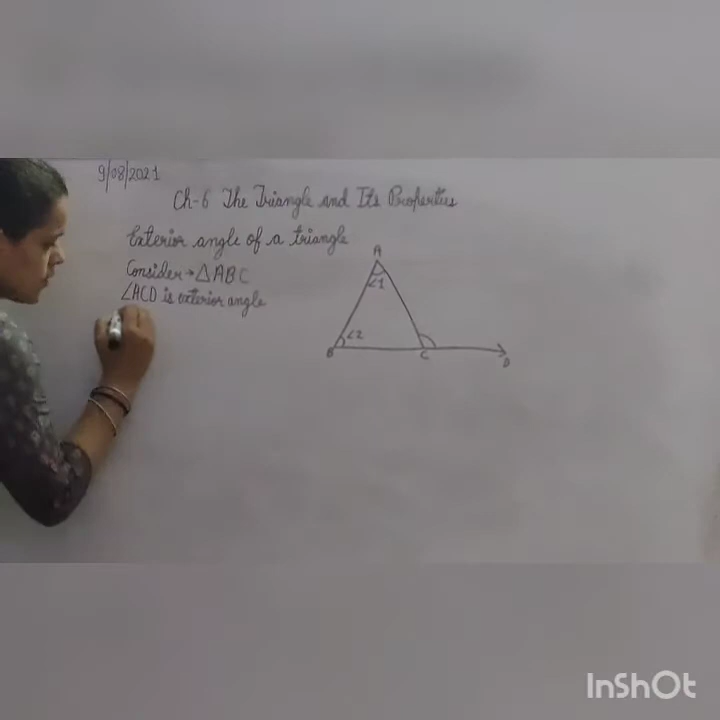 9/08/2021
Ch-6 The Triangle and Its Properties
Exterior angle of a triangle
Consider → △ABC
∠ACD is exterior angle
A
∠1
∠2
B
C
D
InShOt